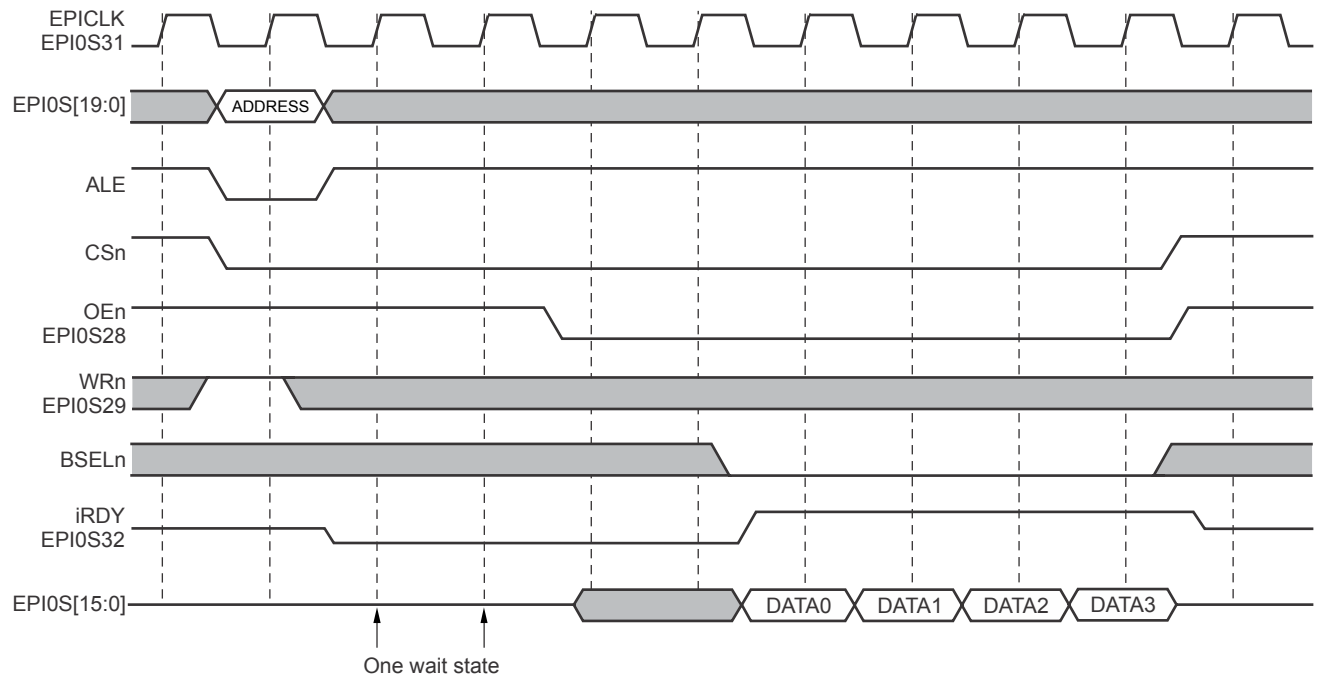 EPICLK
EPI0S31
EPI0S[19:0]
ADDRESS
ALE
CSn
OEn
EPI0S28
WRn
EPI0S29
BSELn
iRDY
EPI0S32
EPI0S[15:0]
DATA0
DATA1
DATA2
DATA3
One wait state